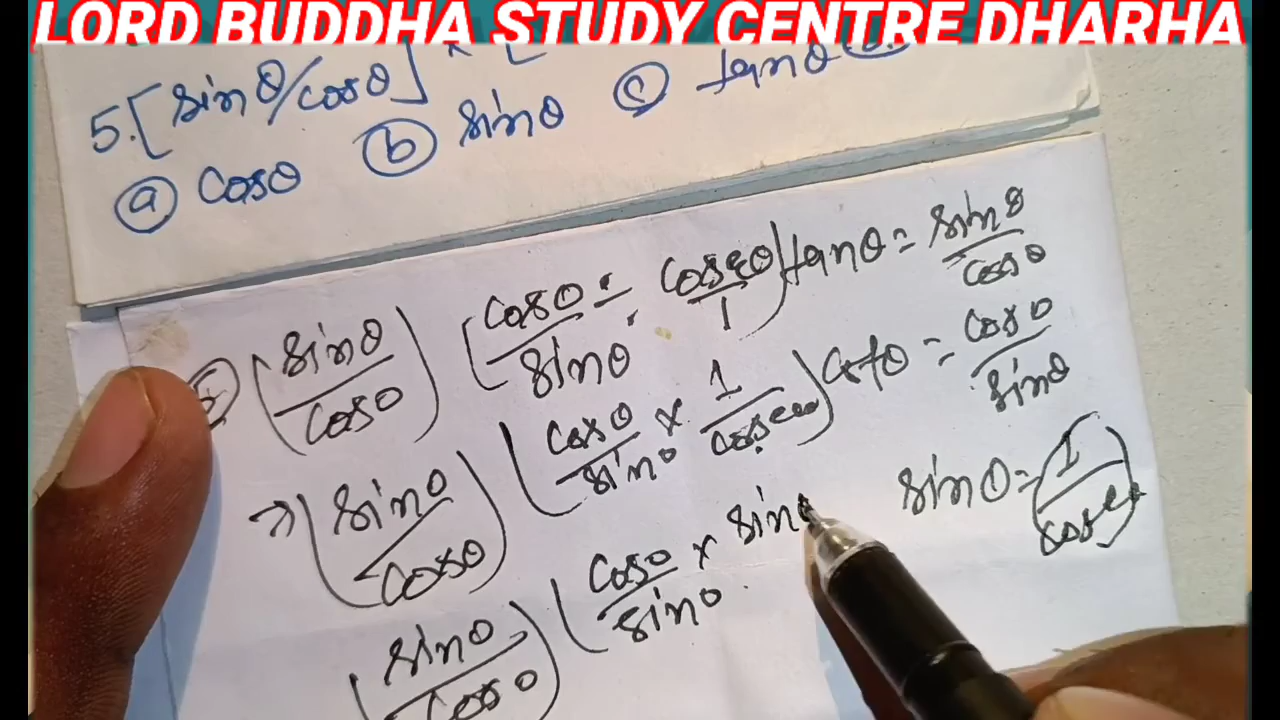 LORD BUDDHA STUDY CENTRE DHARHA
5. [sinθ/cosθ] × [
ⓐ cosθ ⓑ sinθ ⓒ tanθ
(sinθ/cosθ) [cosθ/sinθ ÷ cosecθ/1) tanθ = sinθ/cosθ
⇒ (sinθ/cosθ) [cosθ/sinθ × 1/cosecθ) cotθ = cosθ/sinθ
(sinθ/cosθ) [cosθ/sinθ × sinθ sinθ = (1/cosecθ)